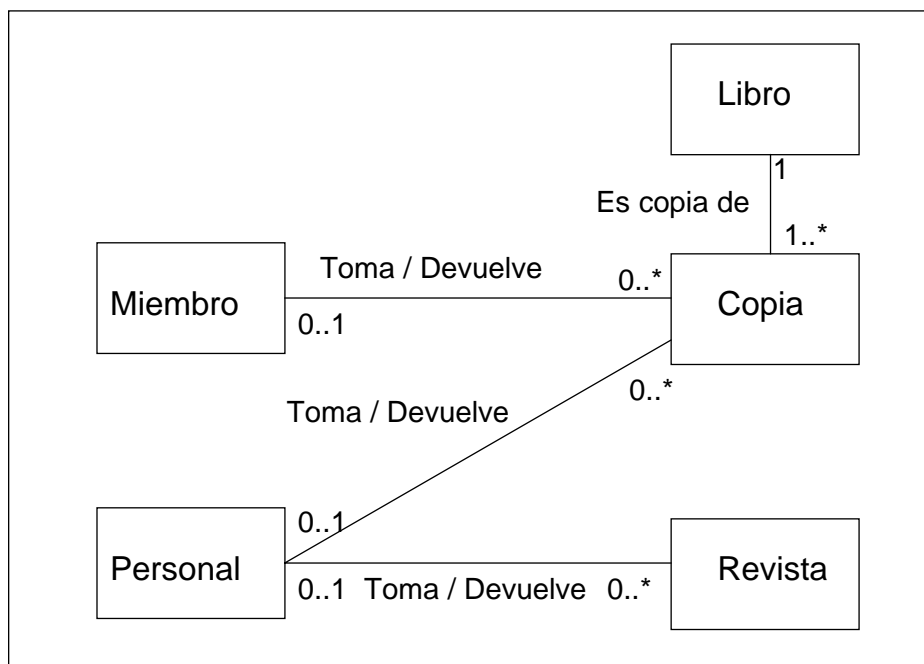 Libro
1
Es copia de
1..*
Toma / Devuelve
0..*
Miembro
Copia
0..1
0..*
Toma / Devuelve
0..1
Personal
Revista
0..1 Toma / Devuelve 0..*